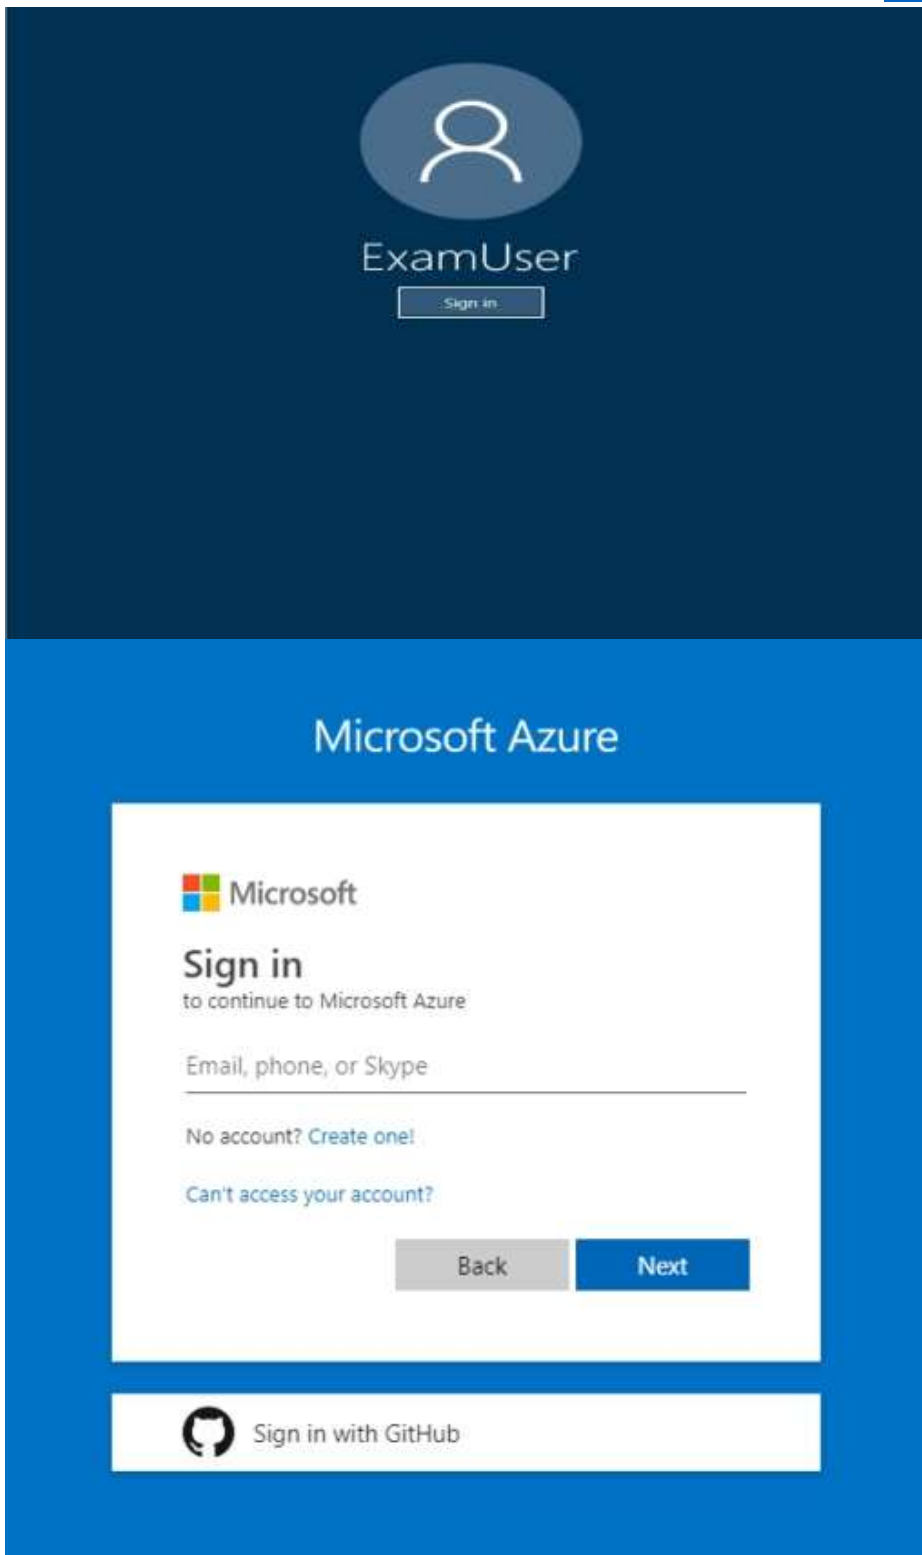 ExamUser
Sign in
Microsoft Azure
Microsoft
Sign in
to continue to Microsoft Azure
Email, phone, or Skype
No account? Create one!
Can't access your account?
Back Next
Sign in with GitHub